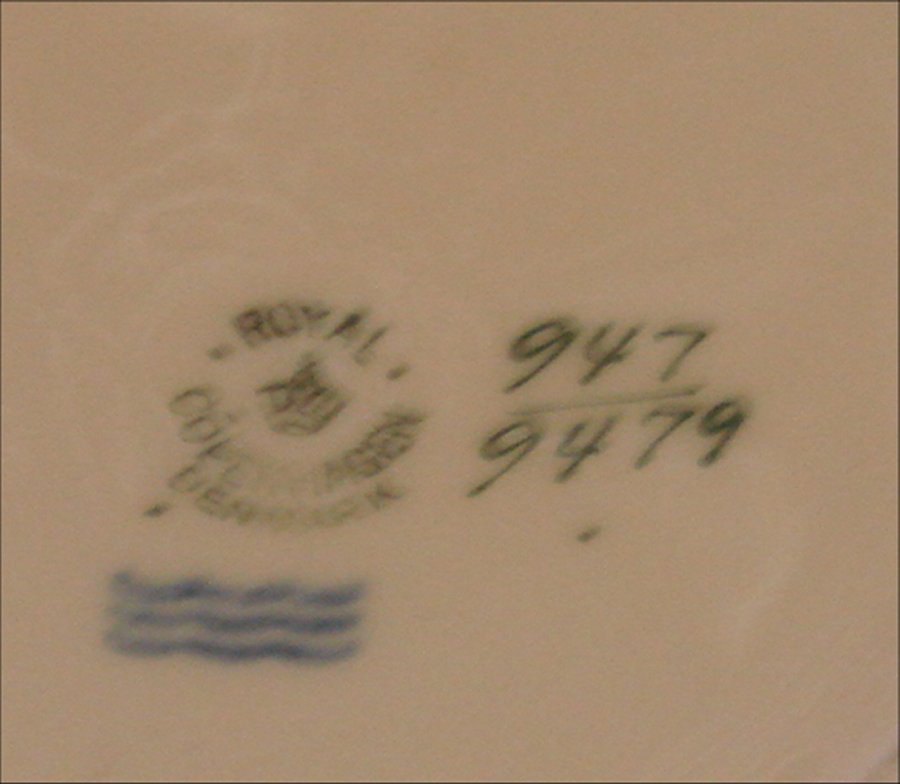 ROYAL
COPENHAGEN
DENMARK
947
9479